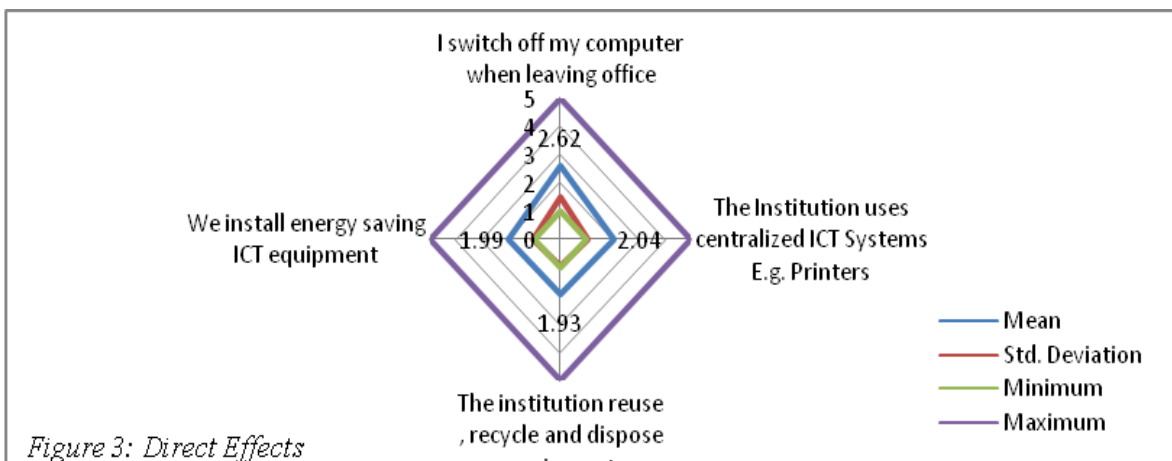 I switch off my computer
when leaving office
5
4
2.62
3
2
1
0
We install energy saving
ICT equipment
1.99
2.04
The Institution uses
centralized ICT Systems
E.g. Printers
1.93
Mean
Std. Deviation
Minimum
Maximum
The institution reuse
, recycle and dispose
Figure 3: Direct Effects